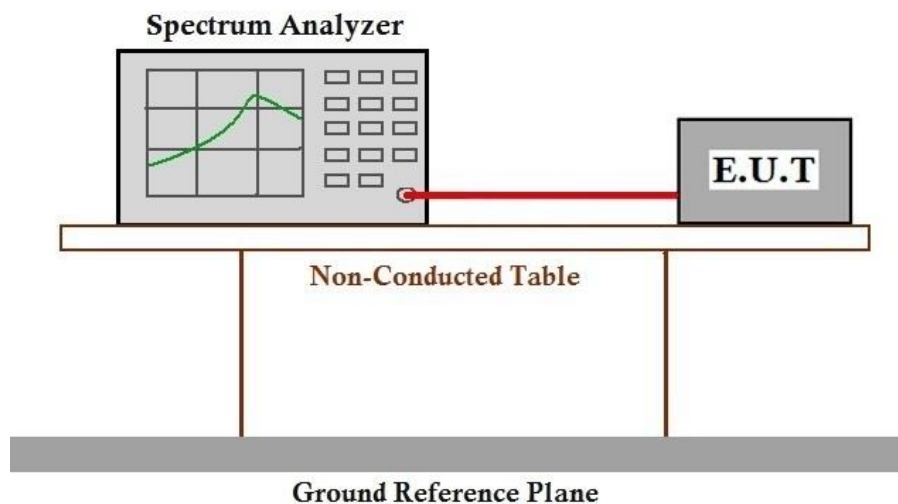 Spectrum Analyzer
E.U.T
Non-Conducted Table
Ground Reference Plane